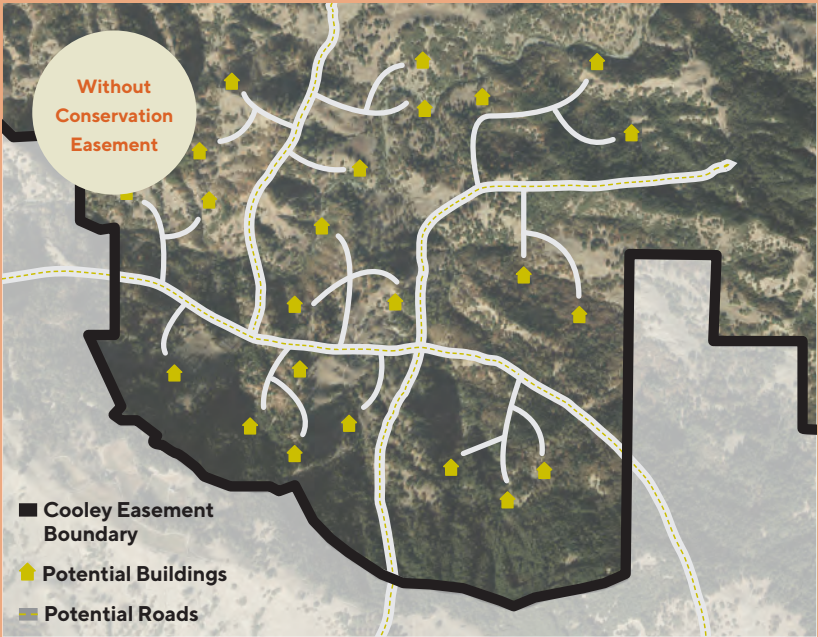 Without
Conservation
Easement
Cooley Easement
Boundary
Potential Buildings
Potential Roads